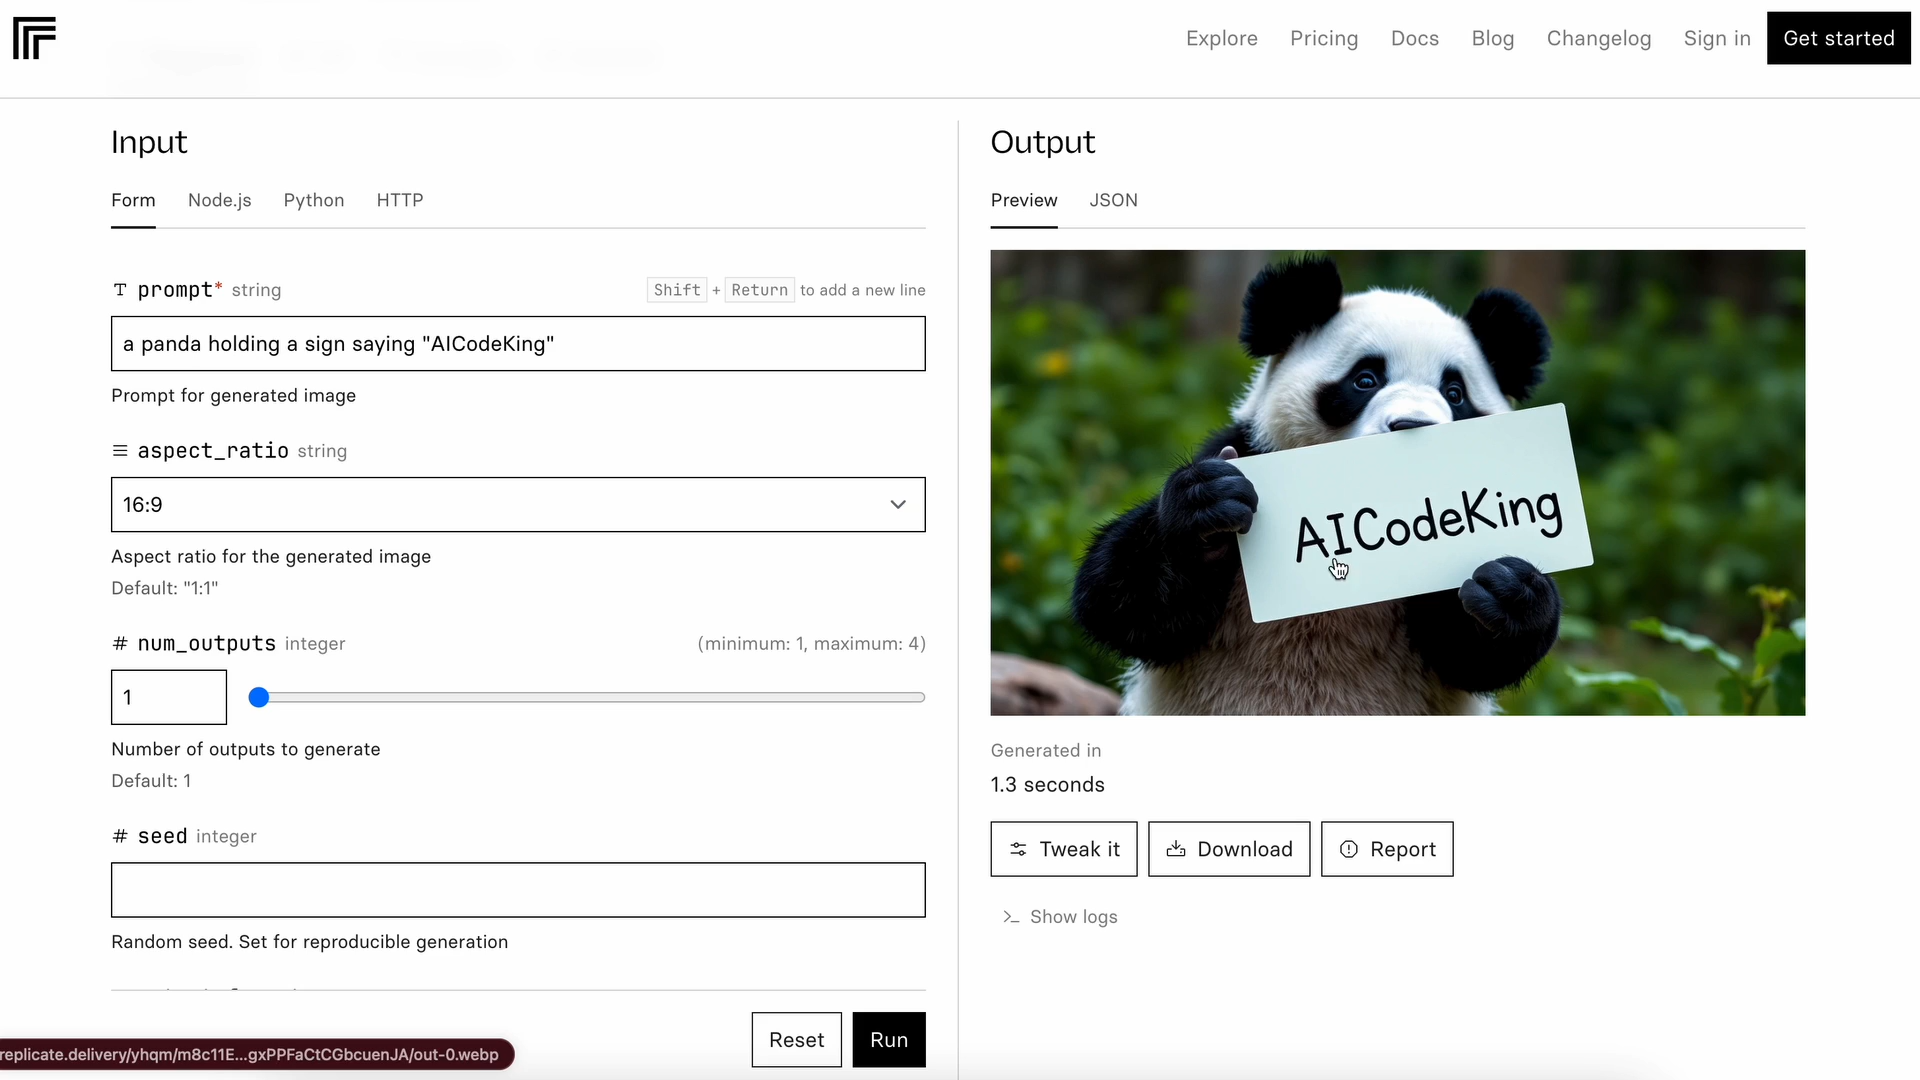 Explore Pricing Docs Blog Changelog Sign in Get started
Input
Form Node.js Python HTTP
prompt* string Shift + Return to add a new line
a panda holding a sign saying "AICodeKing"
Prompt for generated image
aspect_ratio string
16:9
Aspect ratio for the generated image
Default: "1:1"
# num_outputs integer (minimum: 1, maximum: 4)
1
Number of outputs to generate
Default: 1
# seed integer
Random seed. Set for reproducible generation
Reset Run
replicate.delivery/yhqm/m8c11E...gxPPFaCtCGbcuenJA/out-0.webp
Output
Preview JSON
AICodeKing
Generated in
1.3 seconds
Tweak it Download Report
>_ Show logs